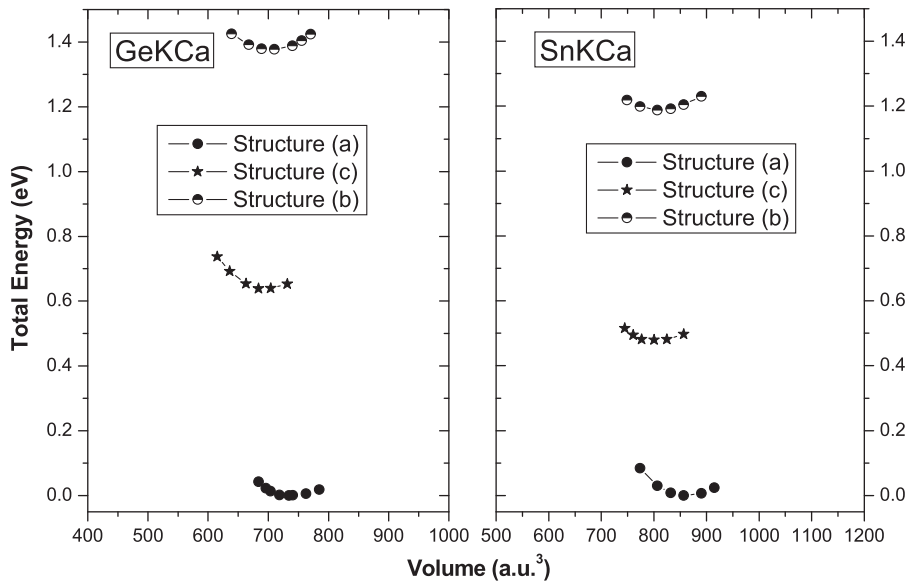 GeKCa
SnKCa
Structure (a)
Structure (c)
Structure (b)
Structure (a)
Structure (c)
Structure (b)
Total Energy (eV)
1.4
1.2
1.0
0.8
0.6
0.4
0.2
0.0
1.4
1.2
1.0
0.8
0.6
0.4
0.2
0.0
400 500 600 700 800 900 1000
500 600 700 800 900 1000 1100 1200
Volume (a.u.³)